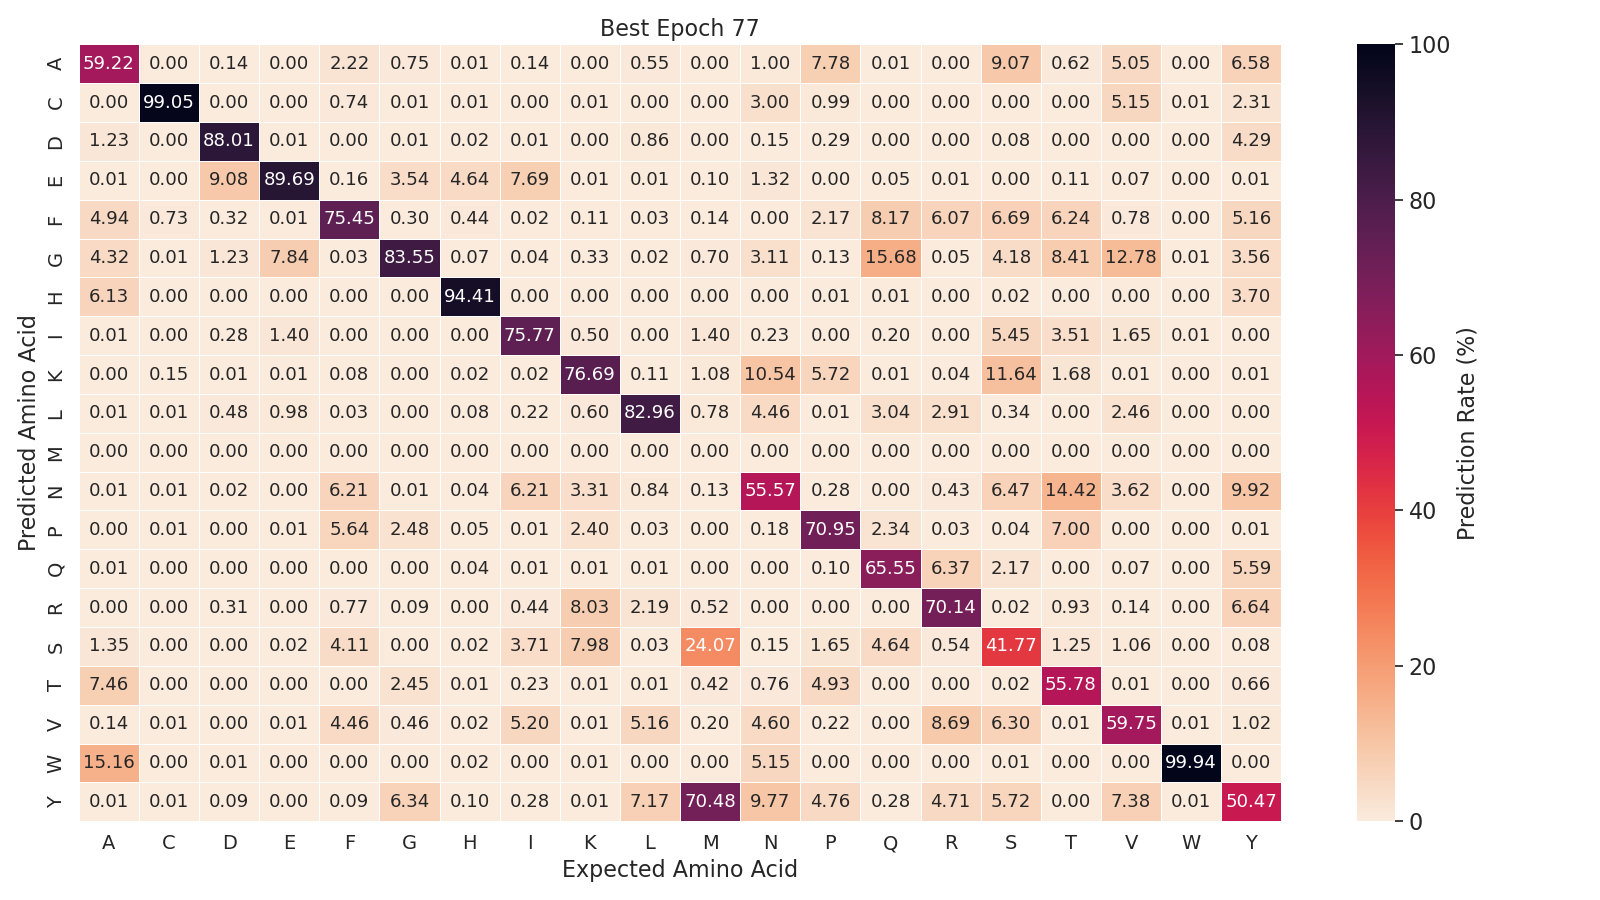 Best Epoch 77
Predicted Amino Acid
A 59.22 0.00 0.14 0.00 2.22 0.75 0.01 0.14 0.00 0.55 0.00 1.00 7.78 0.01 0.00 9.07 0.62 5.05 0.00 6.58
C 0.00 99.05 0.00 0.00 0.74 0.01 0.01 0.00 0.01 0.00 0.00 3.00 0.99 0.00 0.00 0.00 0.00 5.15 0.01 2.31
D 1.23 0.00 88.01 0.01 0.00 0.01 0.02 0.01 0.00 0.86 0.00 0.15 0.29 0.00 0.00 0.08 0.00 0.00 0.00 4.29
E 0.01 0.00 9.08 89.69 0.16 3.54 4.64 7.69 0.01 0.01 0.10 1.32 0.00 0.05 0.01 0.00 0.11 0.07 0.00 0.01
F 4.94 0.73 0.32 0.01 75.45 0.30 0.44 0.02 0.11 0.03 0.14 0.00 2.17 8.17 6.07 6.69 6.24 0.78 0.00 5.16
G 4.32 0.01 1.23 7.84 0.03 83.55 0.07 0.04 0.33 0.02 0.70 3.11 0.13 15.68 0.05 4.18 8.41 12.78 0.01 3.56
H 6.13 0.00 0.00 0.00 0.00 0.00 94.41 0.00 0.00 0.00 0.00 0.00 0.01 0.01 0.00 0.02 0.00 0.00 0.00 3.70
I 0.01 0.00 0.28 1.40 0.00 0.00 0.00 75.77 0.50 0.00 1.40 0.23 0.00 0.20 0.00 5.45 3.51 1.65 0.01 0.00
K 0.00 0.15 0.01 0.01 0.08 0.00 0.02 0.02 76.69 0.11 1.08 10.54 5.72 0.01 0.04 11.64 1.68 0.01 0.00 0.01
L 0.01 0.01 0.48 0.98 0.03 0.00 0.08 0.22 0.60 82.96 0.78 4.46 0.01 3.04 2.91 0.34 0.00 2.46 0.00 0.00
M 0.00 0.00 0.00 0.00 0.00 0.00 0.00 0.00 0.00 0.00 0.00 0.00 0.00 0.00 0.00 0.00 0.00 0.00 0.00 0.00
N 0.01 0.01 0.02 0.00 6.21 0.01 0.04 6.21 3.31 0.84 0.13 55.57 0.28 0.00 0.43 6.47 14.42 3.62 0.00 9.92
P 0.00 0.01 0.00 0.01 5.64 2.48 0.05 0.01 2.40 0.03 0.00 0.18 70.95 2.34 0.03 0.04 7.00 0.00 0.00 0.01
Q 0.01 0.00 0.00 0.00 0.00 0.00 0.04 0.01 0.01 0.01 0.00 0.00 0.10 65.55 6.37 2.17 0.00 0.07 0.00 5.59
R 0.00 0.00 0.31 0.00 0.77 0.09 0.00 0.44 8.03 2.19 0.52 0.00 0.00 0.00 70.14 0.02 0.93 0.14 0.00 6.64
S 1.35 0.00 0.00 0.02 4.11 0.00 0.02 3.71 7.98 0.03 24.07 0.15 1.65 4.64 0.54 41.77 1.25 1.06 0.00 0.08
T 7.46 0.00 0.00 0.00 0.00 2.45 0.01 0.23 0.01 0.01 0.42 0.76 4.93 0.00 0.00 0.02 55.78 0.01 0.00 0.66
V 0.14 0.01 0.00 0.01 4.46 0.46 0.02 5.20 0.01 5.16 0.20 4.60 0.22 0.00 8.69 6.30 0.01 59.75 0.01 1.02
W 15.16 0.00 0.01 0.00 0.00 0.00 0.02 0.00 0.01 0.00 0.00 5.15 0.00 0.00 0.00 0.01 0.00 0.00 99.94 0.00
Y 0.01 0.01 0.09 0.00 0.09 6.34 0.10 0.28 0.01 7.17 70.48 9.77 4.76 0.28 4.71 5.72 0.00 7.38 0.01 50.47
A C D E F G H I K L M N P Q R S T V W Y
Expected Amino Acid
100
80
60
40
20
0
Prediction Rate (%)